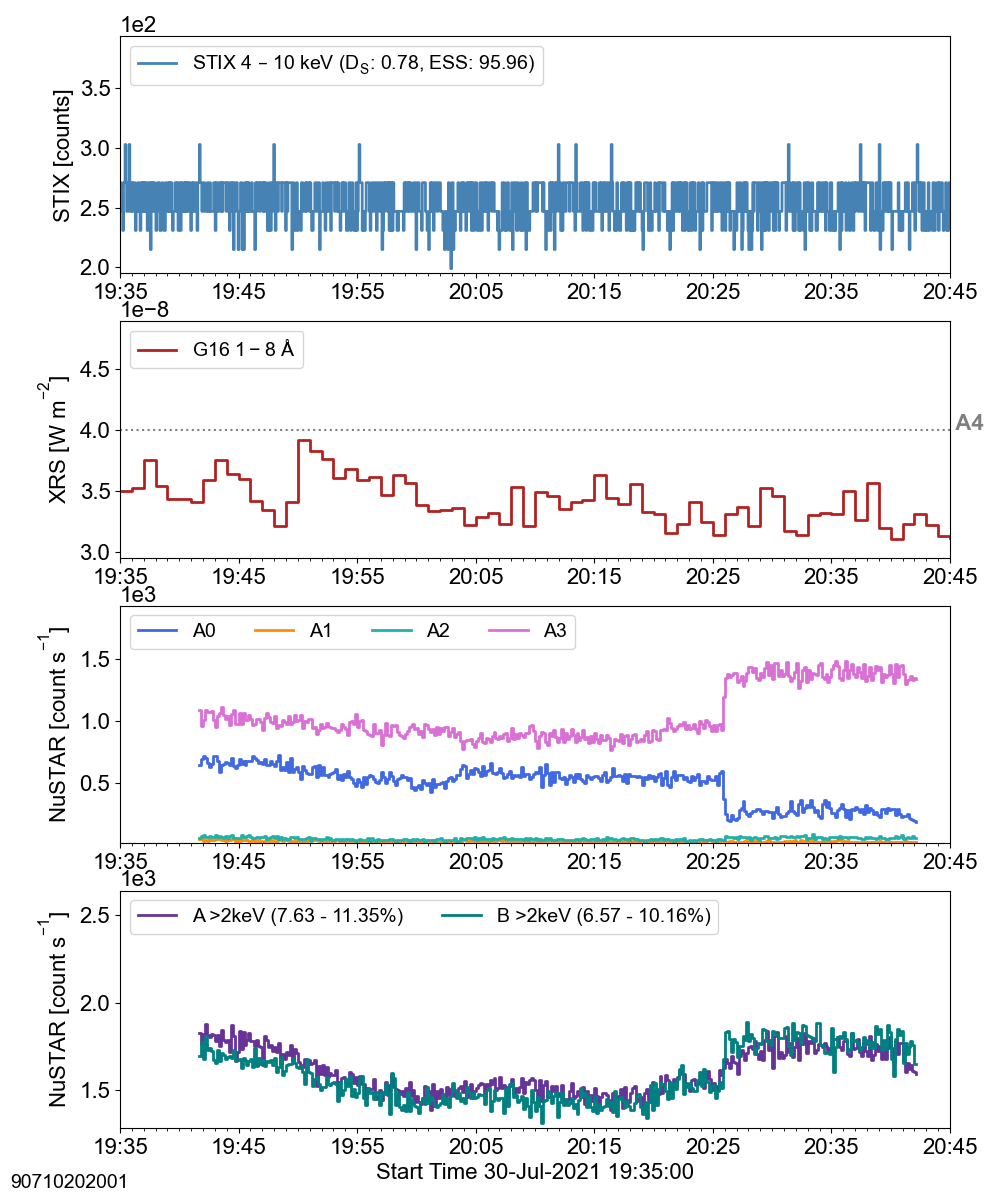 1e2
STIX 4 − 10 keV (DS: 0.78, ESS: 95.96)
STIX [counts]
3.5
3.0
2.5
2.0
19:35 19:45 19:55 20:05 20:15 20:25 20:35 20:45
1e−8
G16 1 − 8 Å
XRS [W m−2]
4.5
4.0
3.5
3.0
A4
19:35 19:45 19:55 20:05 20:15 20:25 20:35 20:45
1e3
A0 A1 A2 A3
NuSTAR [count s−1]
1.5
1.0
0.5
19:35 19:45 19:55 20:05 20:15 20:25 20:35 20:45
1e3
A >2keV (7.63 - 11.35%) B >2keV (6.57 - 10.16%)
NuSTAR [count s−1]
2.5
2.0
1.5
19:35 19:45 19:55 20:05 20:15 20:25 20:35 20:45
Start Time 30-Jul-2021 19:35:00
90710202001